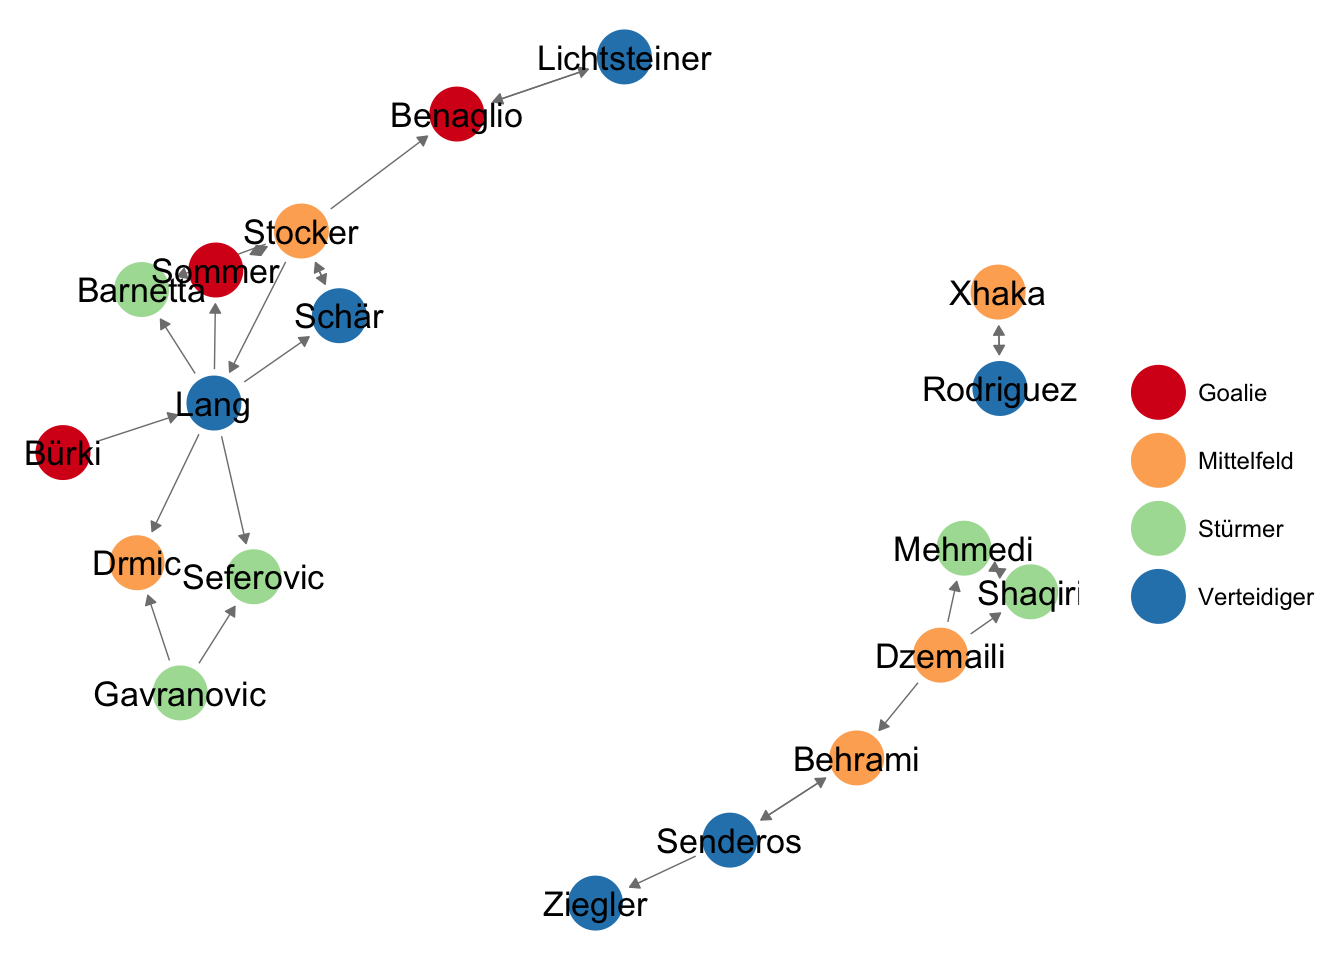 Lichtsteiner
Benaglio
Stocker
Sommer
Barnetta
Schär
Lang
Bürki
Drmic
Seferovic
Gavranovic
Xhaka
Rodriguez
Mehmedi
Shaqiri
Dzemaili
Behrami
Senderos
Ziegler
Goalie
Mittelfeld
Stürmer
Verteidiger